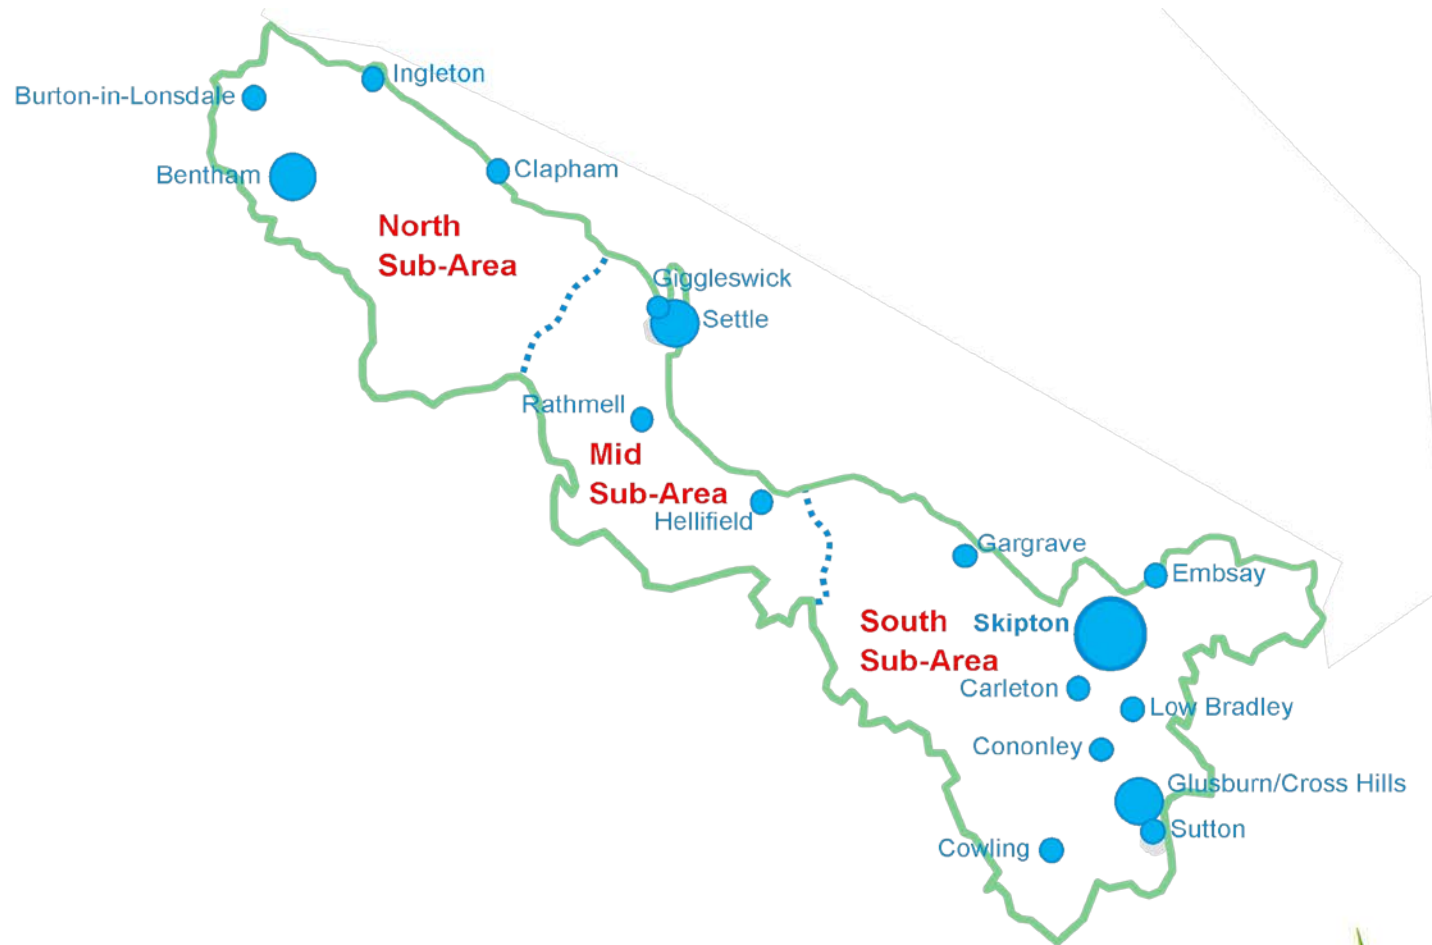 Ingleton
Burton-in-Lonsdale
Clapham
Bentham
North
Sub-Area
Giggleswick
Settle
Rathmell
Mid
Sub-Area
Hellifield
Gargrave
Embsay
South
Sub-Area
Skipton
Carleton
Low Bradley
Cononley
Glusburn/Cross Hills
Sutton
Cowling